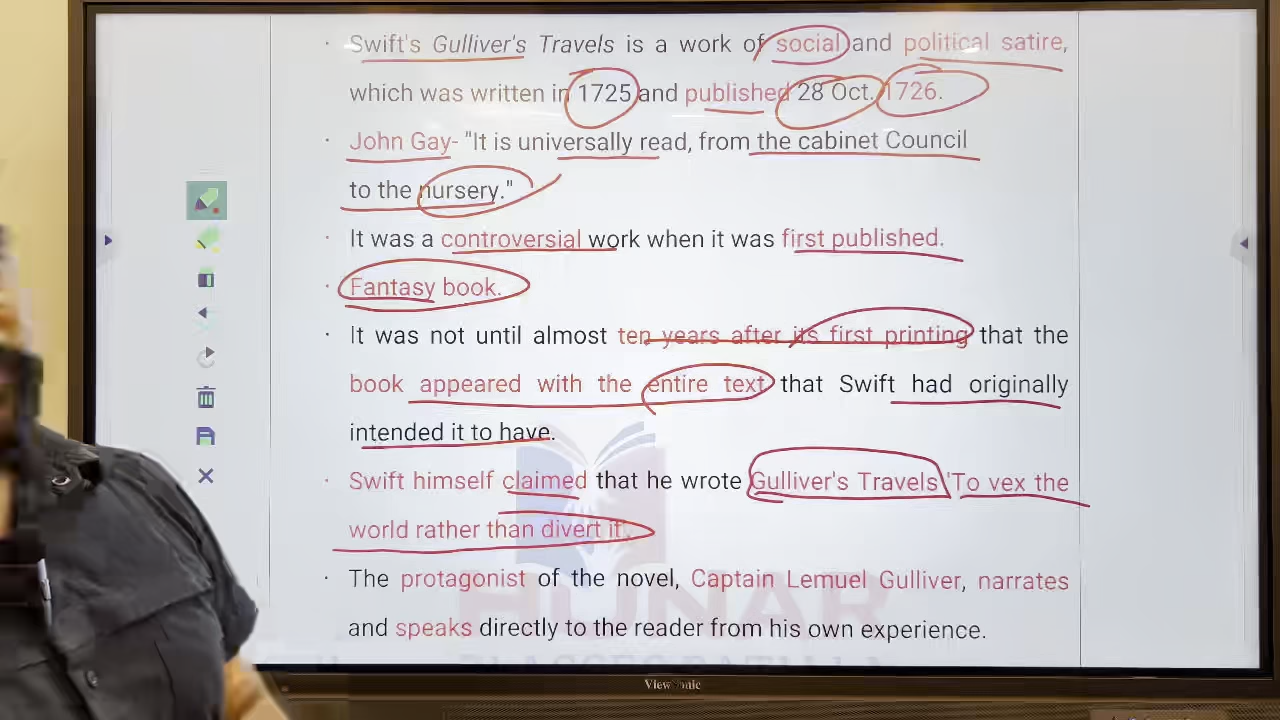 · Swift's Gulliver's Travels is a work of social and political satire,
which was written in 1725 and published 28 Oct. 1726.
· John Gay- "It is universally read, from the cabinet Council
to the nursery."
· It was a controversial work when it was first published.
· Fantasy book.
· It was not until almost ten years after its first printing that the
book appeared with the entire text that Swift had originally
intended it to have.
· Swift himself claimed that he wrote Gulliver's Travels 'To vex the
world rather than divert it'.
· The protagonist of the novel, Captain Lemuel Gulliver, narrates
and speaks directly to the reader from his own experience.
HUNAR
ViewSonic